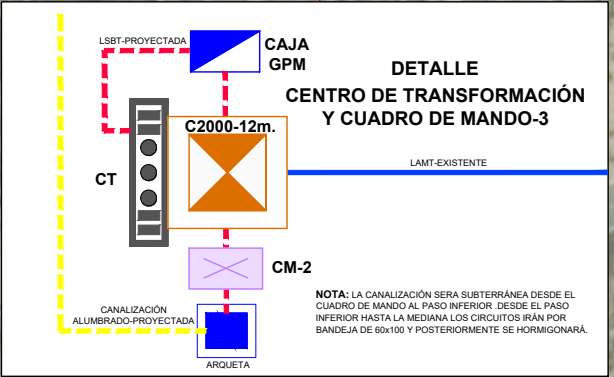 LSBT-PROYECTADA
CAJA
GPM
DETALLE
CENTRO DE TRANSFORMACIÓN
Y CUADRO DE MANDO-3
C2000-12m.
CT
LAMT-EXISTENTE
CM-2
NOTA: LA CANALIZACIÓN SERA SUBTERRÁNEA DESDE EL
CUADRO DE MANDO AL PASO INFERIOR. DESDE EL PASO
INFERIOR HASTA LA MEDIANA LOS CIRCUITOS IRÁN POR
BANDEJA DE 60x100 Y POSTERIORMENTE SE HORMIGONARÁ.
CANALIZACIÓN
ALUMBRADO-PROYECTADA
ARQUETA